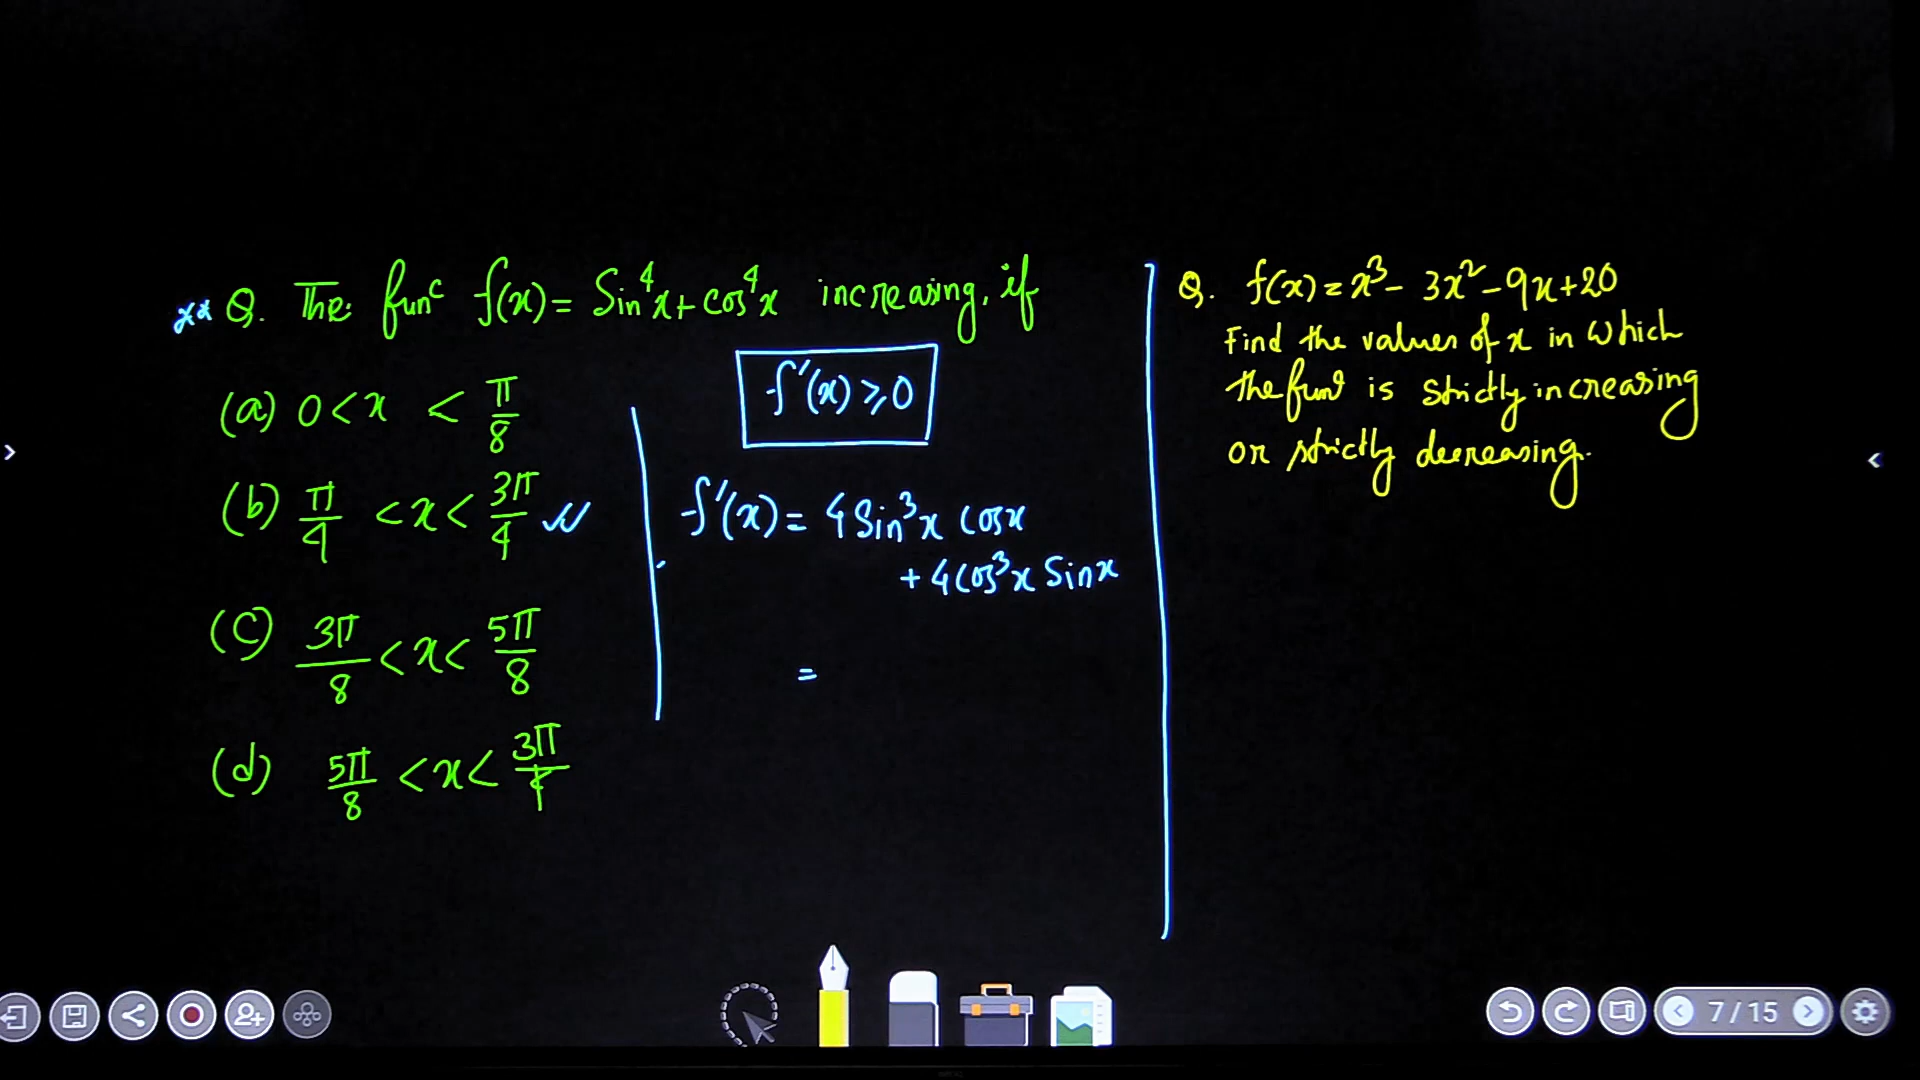 ** Q. The func f(x) = Sin⁴x + cos⁴x increasing, if
(a) 0 < x < π/8
(b) π/4 < x < 3π/4
(c) 3π/8 < x < 5π/8
(d) 5π/8 < x < 3π/4
f'(x) ⩾ 0
f'(x) = 4 Sin³x cosx
+ 4 cos³x Sinx
=
Q. f(x) = x³ - 3x² - 9x + 20
Find the values of x in which
the func is strictly increasing
or strictly decreasing.
7/15